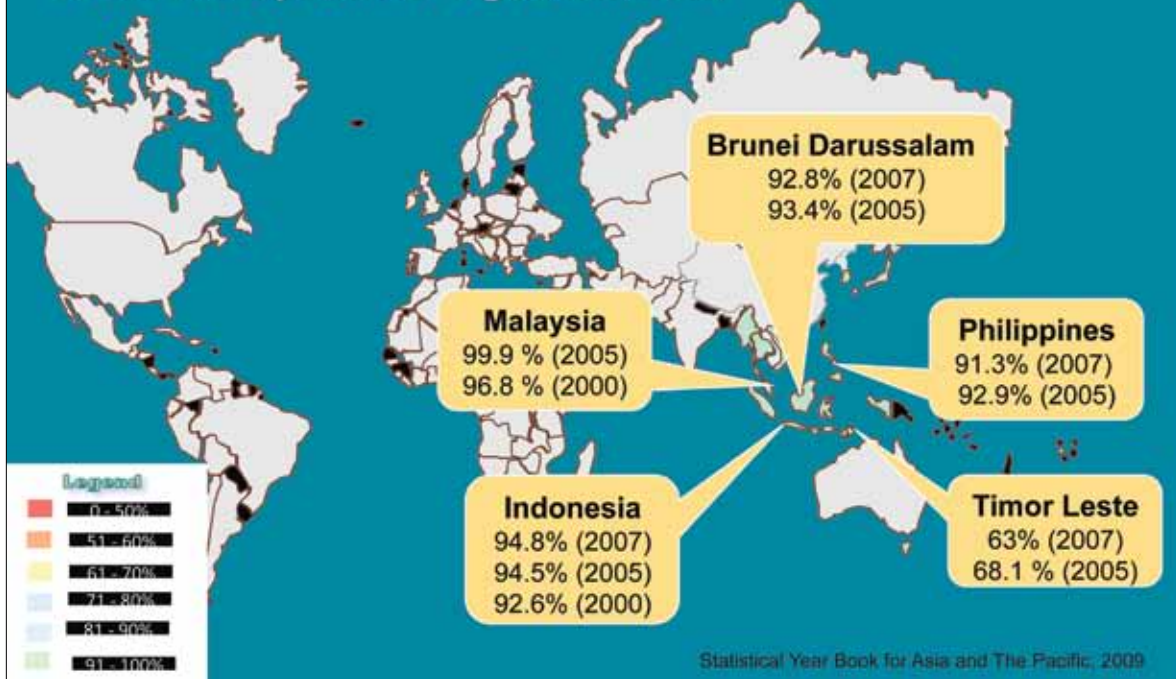 Brunei Darussalam
92.8% (2007)
93.4% (2005)
Malaysia
99.9 % (2005)
96.8 % (2000)
Philippines
91.3% (2007)
92.9% (2005)
Indonesia
94.8% (2007)
94.5% (2005)
92.6% (2000)
Timor Leste
63% (2007)
68.1 % (2005)
Legend
0 - 50%
51 - 60%
61 - 70%
71 - 80%
81 - 90%
91 - 100%
Statistical Year Book for Asia and The Pacific, 2009